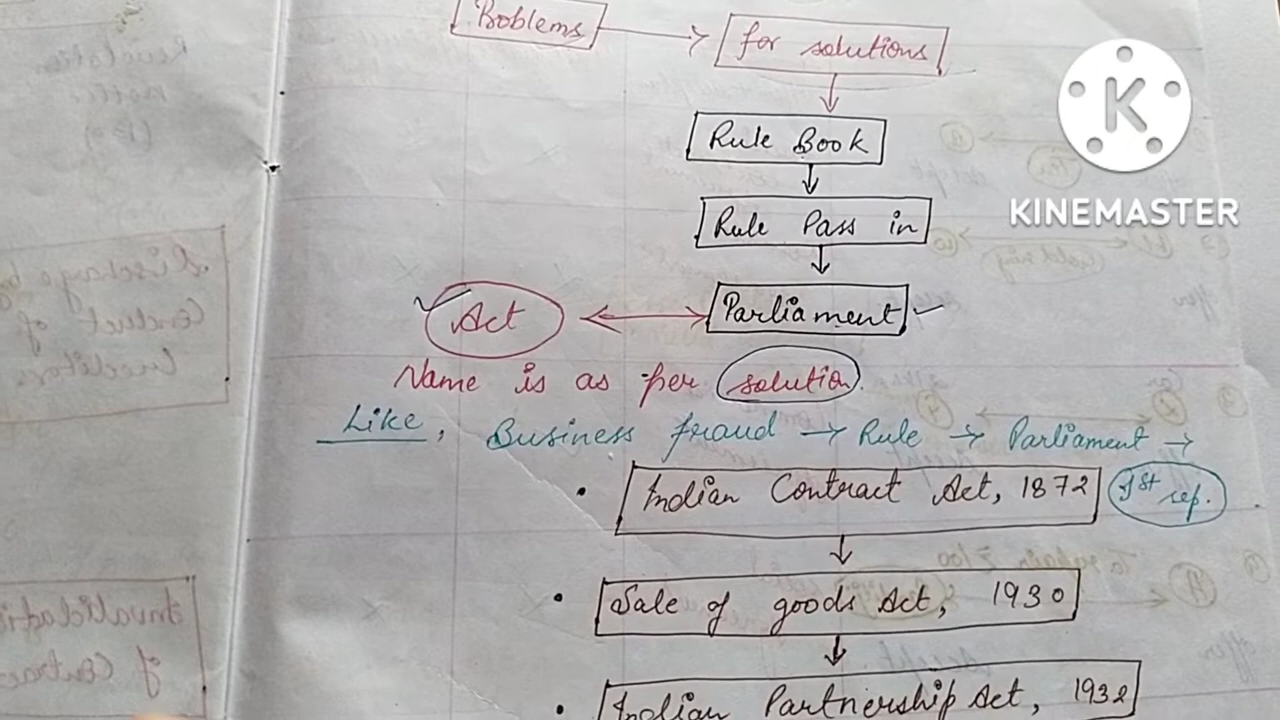 Problems → for solutions
↓
Rule Book
↓
Rule Pass in
↓
Act ↔ Parliament
Name is as per solution.
Like, Business fraud → Rule → Parliament →
• Indian Contract Act, 1872 1st sep.
↓
• Sale of goods Act, 1930
↓
• Indian Partnership Act, 1932
K
KINEMASTER